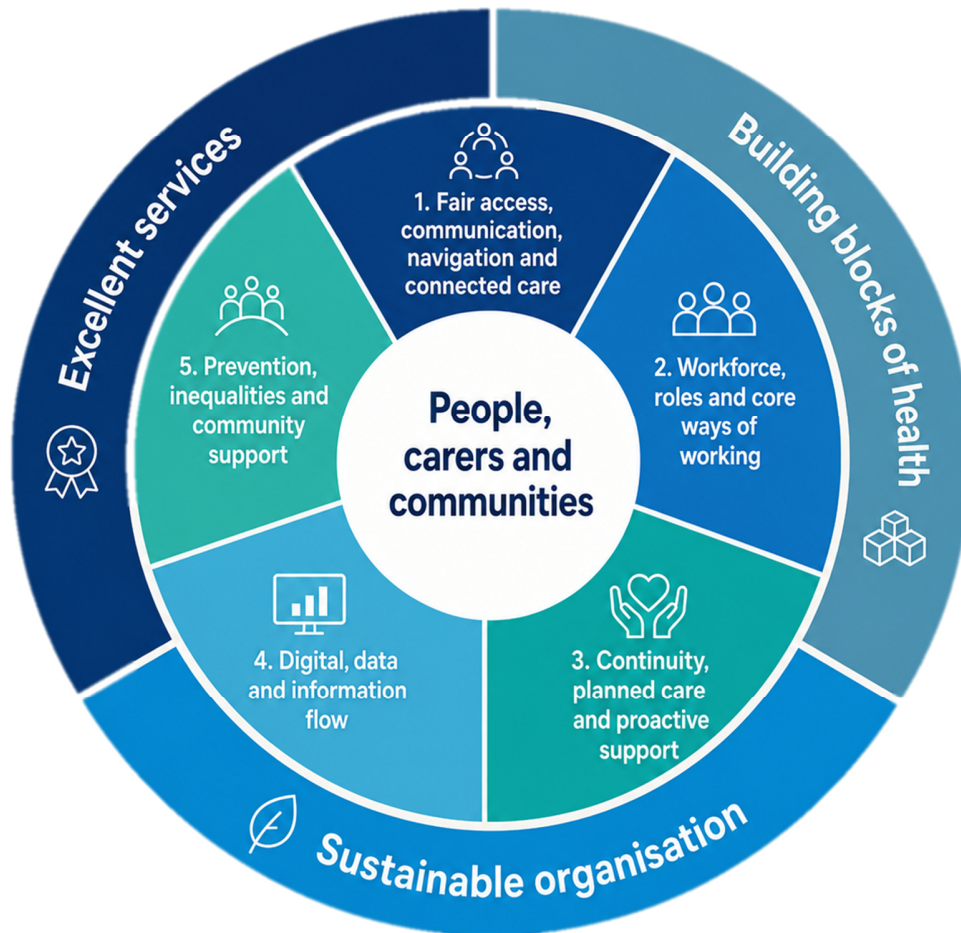 Excellent services
Building blocks of health
1. Fair access,
communication,
navigation and
connected care
2. Workforce,
roles and core
ways of
working
3. Continuity,
planned care
and proactive
support
4. Digital, data
and information
flow
5. Prevention,
inequalities and
community
support
People,
carers and
communities
Sustainable organisation